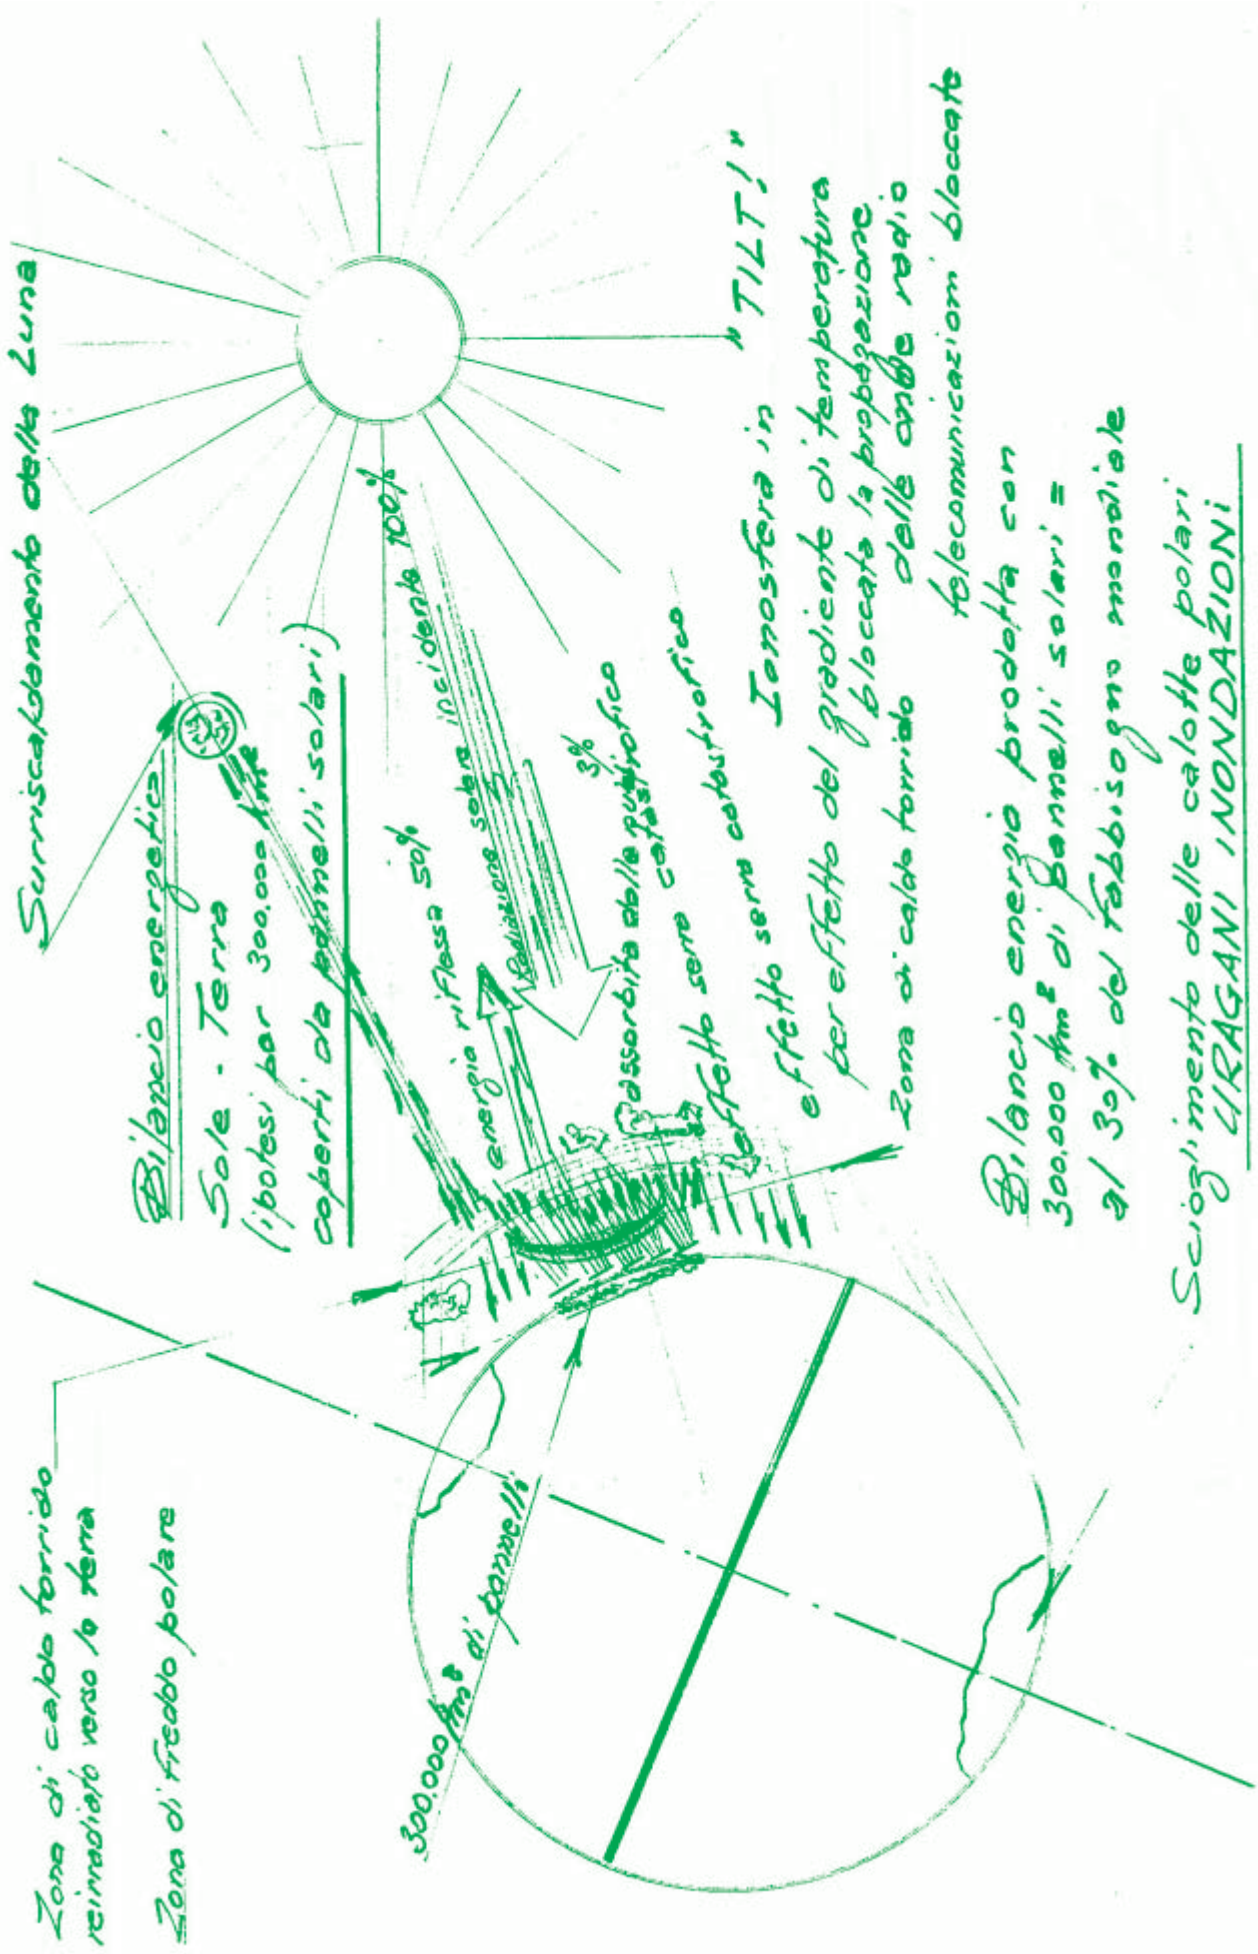 Zona di caldo torrido
reirradiato verso la terra
Zona di freddo polare
Surriscaldamento della Luna
Bilancio energetico
Sole - Terra
(ipotesi per 300.000 km²
coperti da pannelli solari)
energia riflessa 50%
Radiazione solare incidente 100%
3%
assorbita dalle nubi
effetto serra catastrofico
effetto serra catastrofico
300.000 km² di pannelli
Ionosfera in "TILT!"
per effetto del gradiente di temperatura
bloccata la propagazione
delle onde radio
telecomunicazioni bloccate
zona di caldo torrido
Bilancio energia prodotta con
300.000 km² di pannelli solari =
al 30% del fabbisogno mondiale
Scioglimento delle calotte polari
URAGANI INONDAZIONI